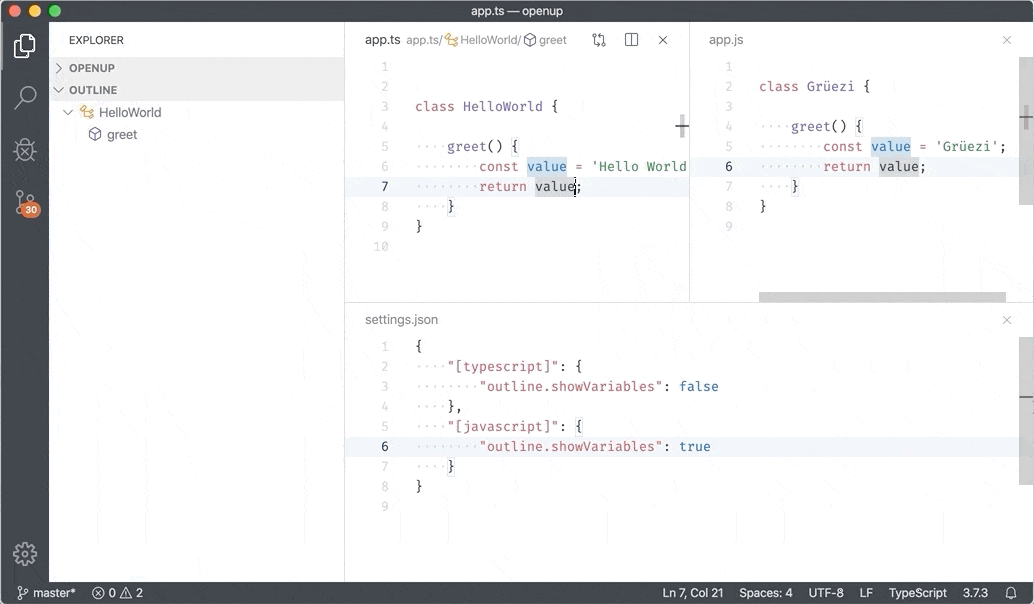 app.ts — openup
EXPLORER
OPENUP
OUTLINE
HelloWorld
greet
30
app.ts app.ts/ HelloWorld/ greet
1
2
3 class HelloWorld {
4
5 ····greet() {
6 ········const value = 'Hello World
7 ········return value;
8 ····}
9 }
10
app.js
1
2 class Grüezi {
3
4 ····greet() {
5 ········const value = 'Grüezi';
6 ········return value;
7 ····}
8 }
9
settings.json
1 {
2 ····"[typescript]": {
3 ········"outline.showVariables": false
4 ····},
5 ····"[javascript]": {
6 ········"outline.showVariables": true
7 ····}
8 }
9
master* 0 2 Ln 7, Col 21 Spaces: 4 UTF-8 LF TypeScript 3.7.3